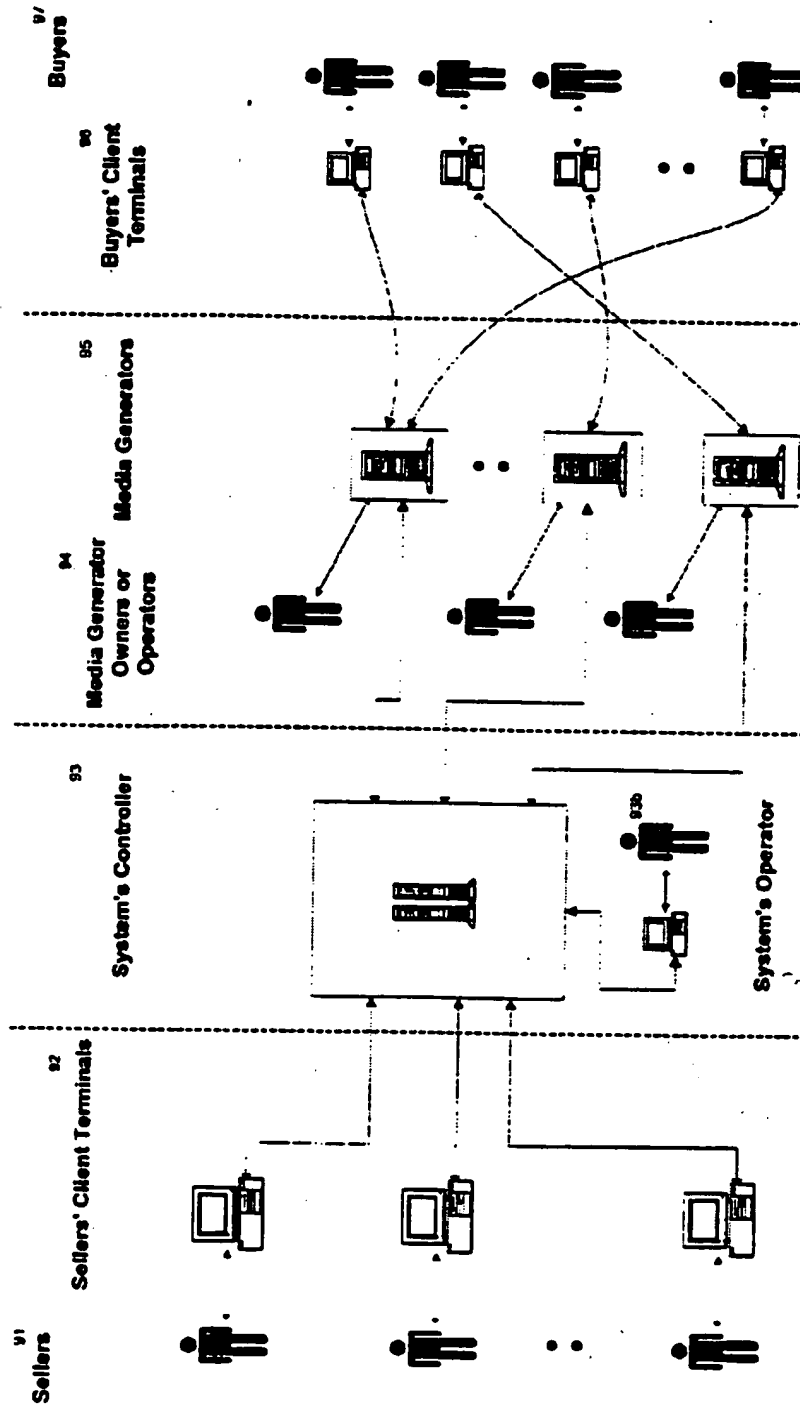 91
Sellers
92
Sellers' Client Terminals
93
System's Controller
93b
System's Operator
94
Media Generator
Owners or
Operators
95
Media Generators
96
Buyers' Client
Terminals
97
Buyers